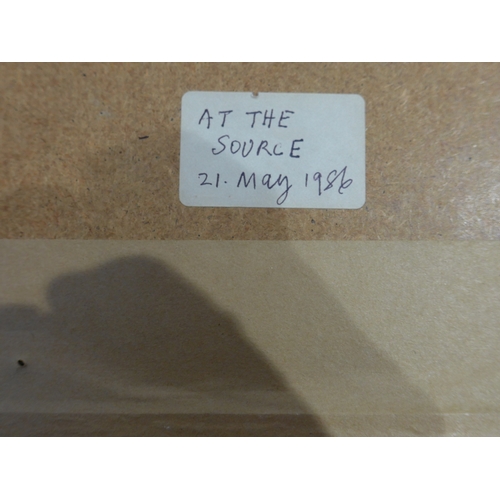 AT THE
SOURCE
21. May 1986